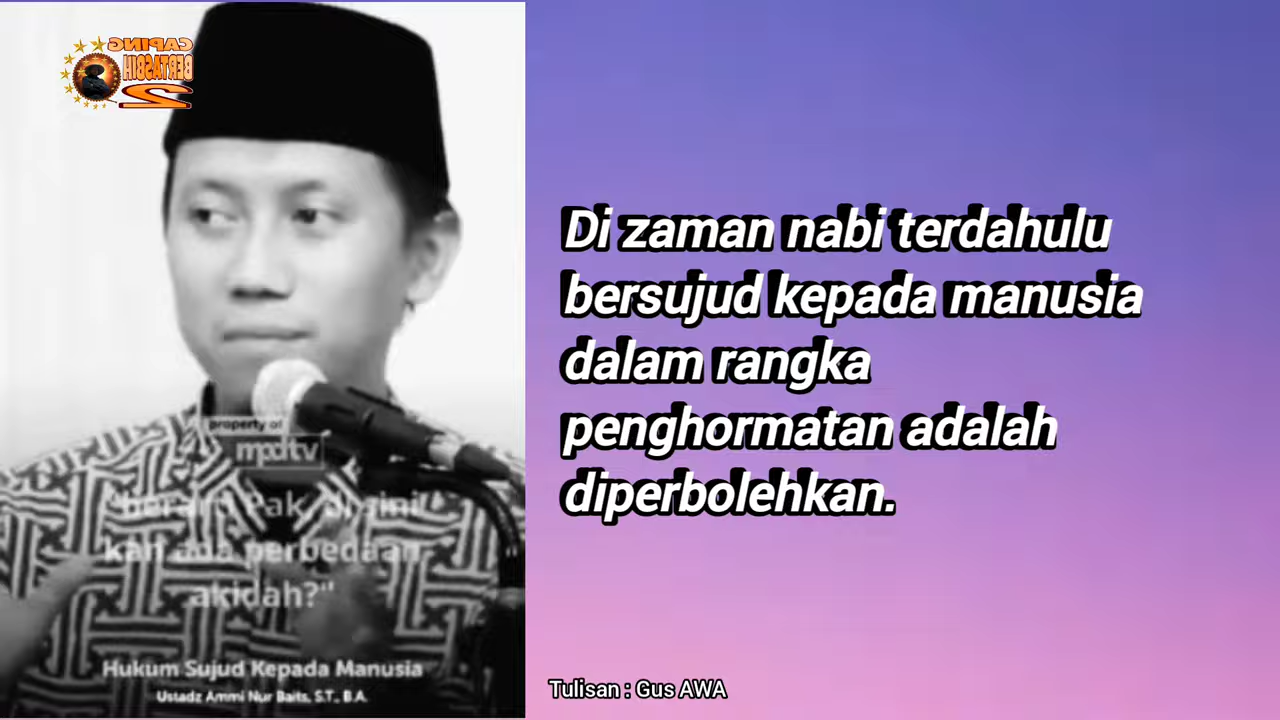 CAPING
BERTASBIH
2
property of
mpdtv
"berarti Pak, di sini
kan ada perbedaan
akidah?"
Hukum Sujud Kepada Manusia
Ustadz Ammi Nur Baits, S.T., B.A.
Di zaman nabi terdahulu
bersujud kepada manusia
dalam rangka
penghormatan adalah
diperbolehkan.
Tulisan : Gus AWA